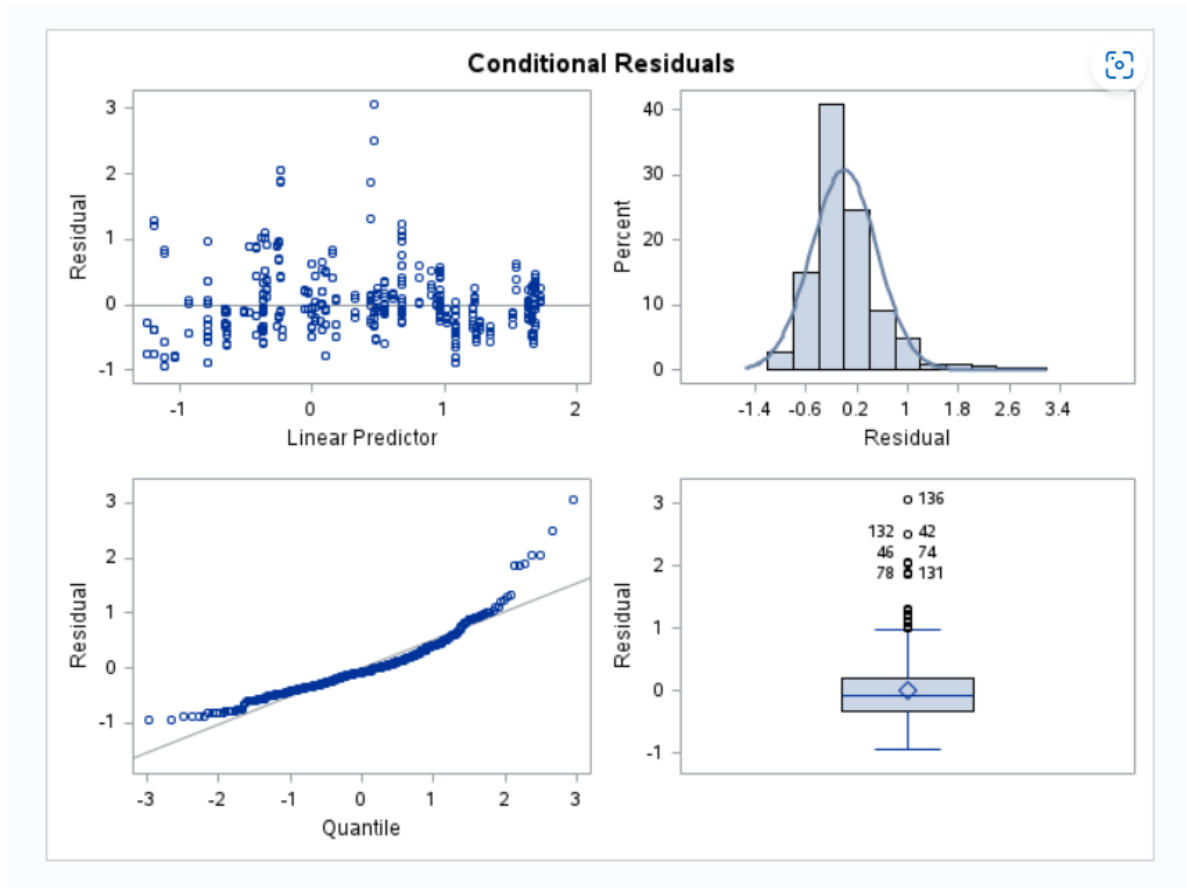 Conditional Residuals
3
2
1
0
-1
Residual
-1
0
1
2
Linear Predictor
40
30
20
10
0
Percent
-1.4 -0.6 0.2 1 1.8 2.6 3.4
Residual
3
2
1
0
-1
Residual
-3 -2 -1 0 1 2 3
Quantile
3
2
1
0
-1
Residual
136
132 42
46 74
78 131